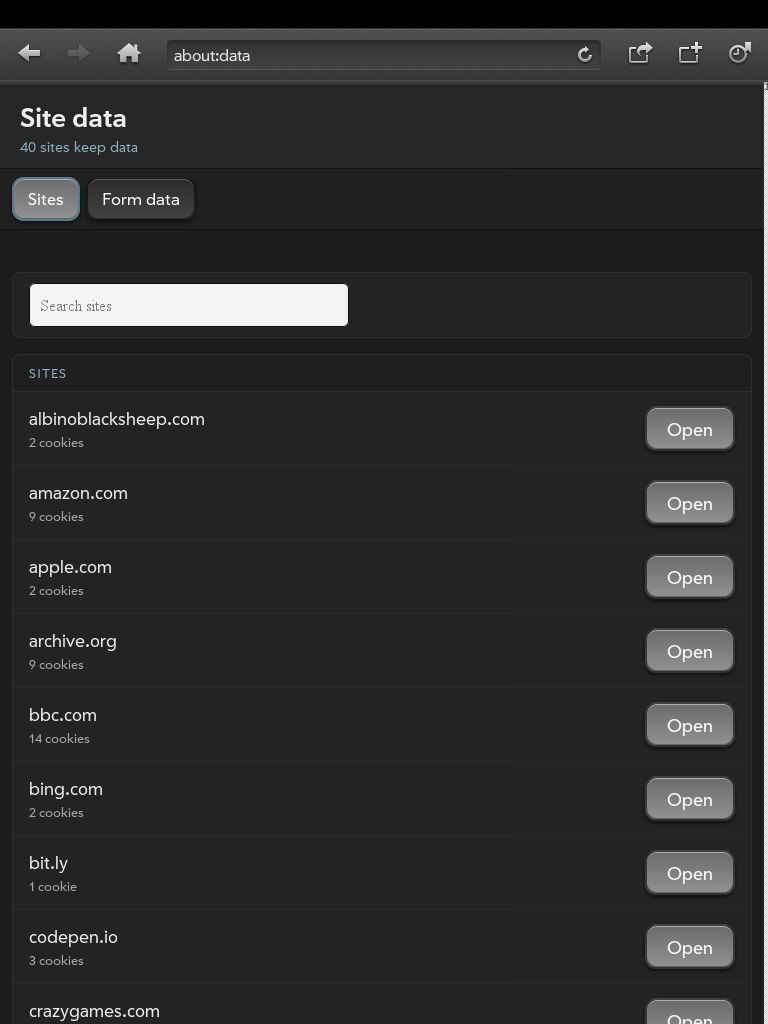 about:data
Site data
40 sites keep data
Sites
Form data
Search sites
SITES
albinoblacksheep.com
2 cookies
Open
amazon.com
9 cookies
Open
apple.com
2 cookies
Open
archive.org
9 cookies
Open
bbc.com
14 cookies
Open
bing.com
2 cookies
Open
bit.ly
1 cookie
Open
codepen.io
3 cookies
Open
crazygames.com
Open